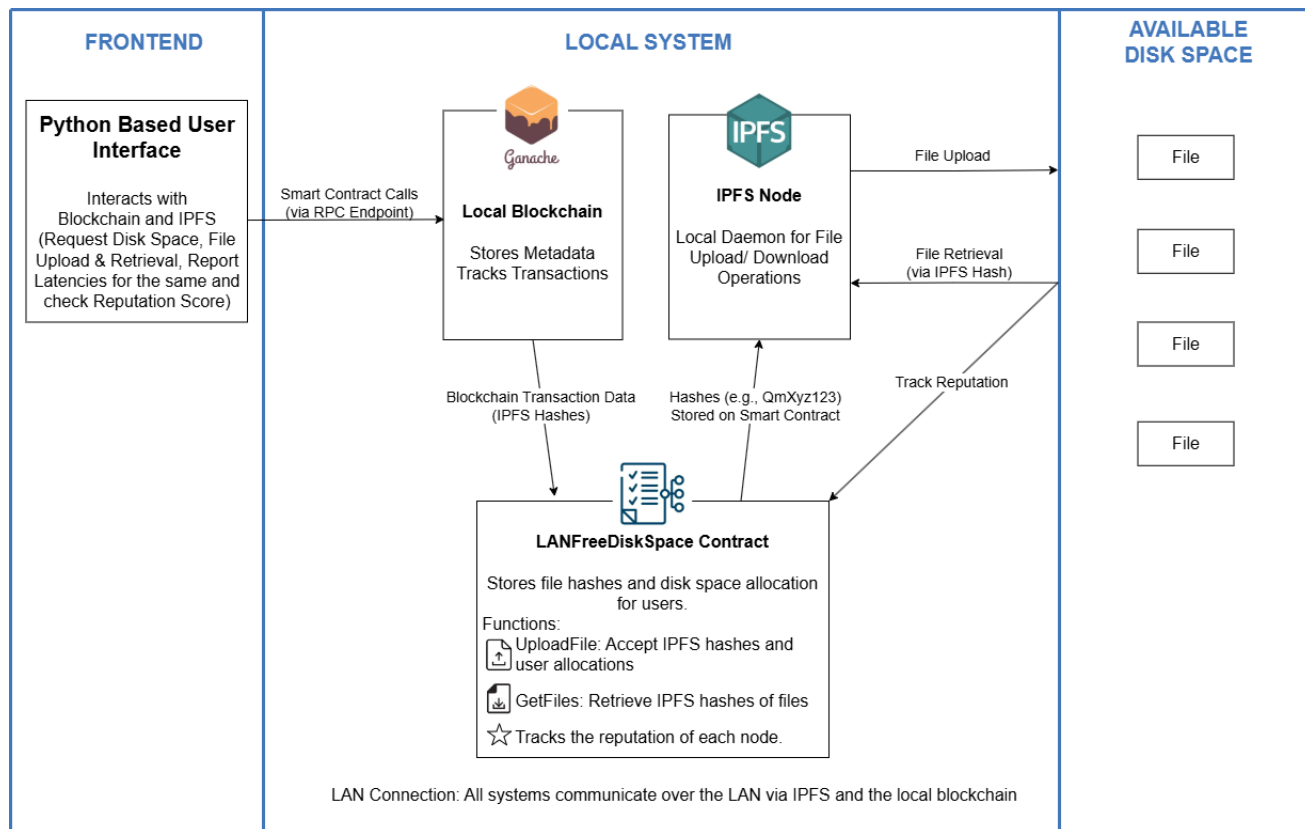 FRONTEND
LOCAL SYSTEM
AVAILABLE
DISK SPACE
Python Based User
Interface
Interacts with
Blockchain and IPFS
(Request Disk Space, File
Upload & Retrieval, Report
Latencies for the same and
check Reputation Score)
Smart Contract Calls
(via RPC Endpoint)
Ganache
Local Blockchain
Stores Metadata
Tracks Transactions
IPFS
IPFS Node
Local Daemon for File
Upload/ Download
Operations
File Upload
File Retrieval
(via IPFS Hash)
Track Reputation
File
File
File
File
Blockchain Transaction Data
(IPFS Hashes)
Hashes (e.g., QmXyz123)
Stored on Smart Contract
LANFreeDiskSpace Contract
Stores file hashes and disk space allocation
for users.
Functions:
UploadFile: Accept IPFS hashes and
user allocations
GetFiles: Retrieve IPFS hashes of files
Tracks the reputation of each node.
LAN Connection: All systems communicate over the LAN via IPFS and the local blockchain